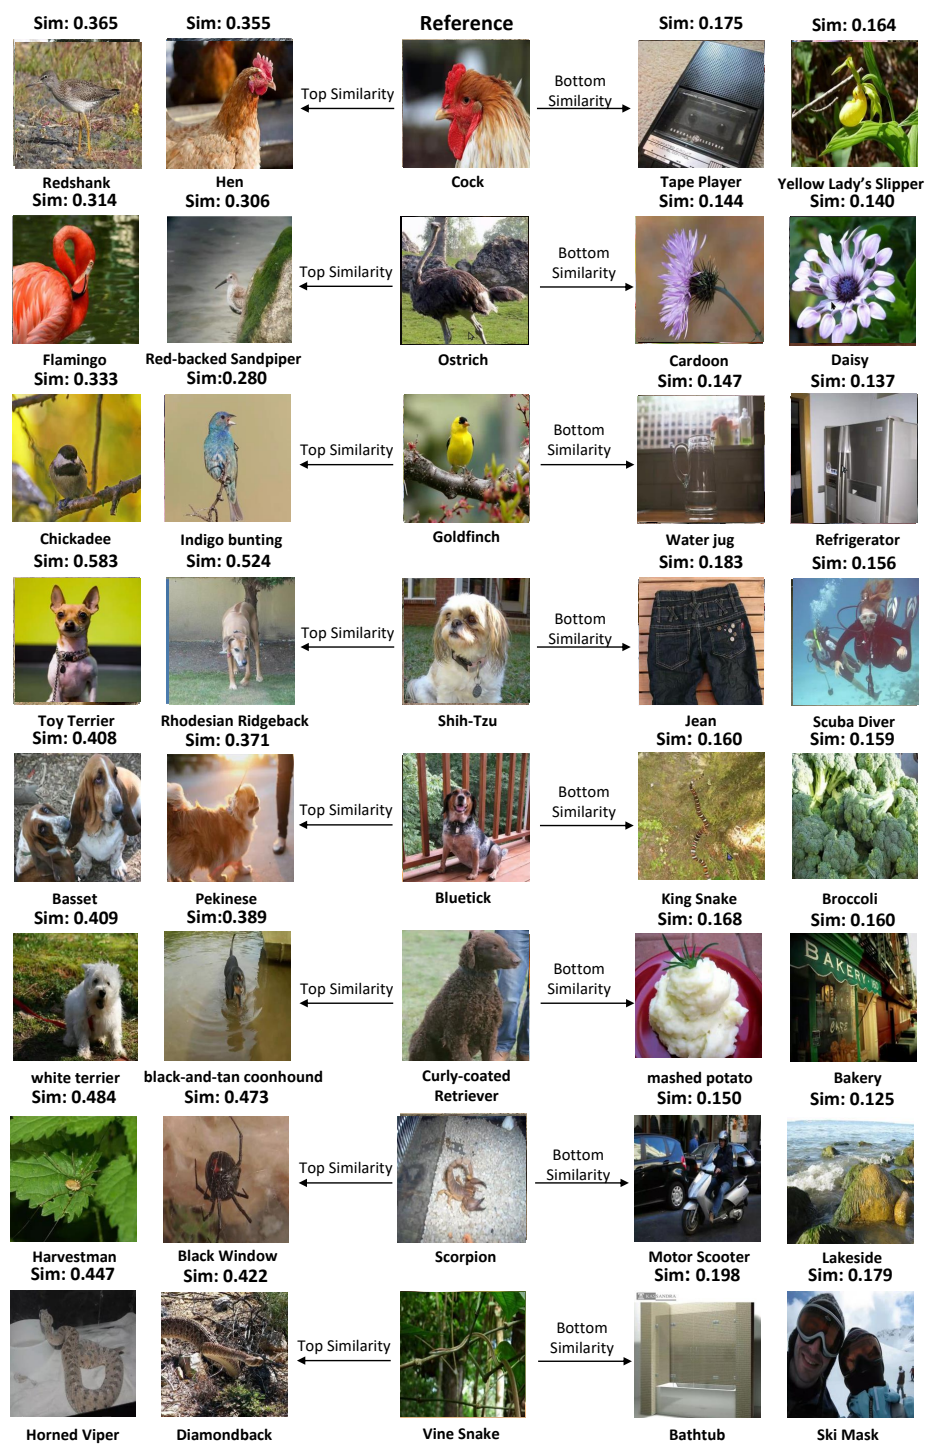 Sim: 0.365 Sim: 0.355 Reference Sim: 0.175 Sim: 0.164
Top Similarity Bottom Similarity
Redshank Hen Cock Tape Player Yellow Lady's Slipper
Sim: 0.314 Sim: 0.306 Sim: 0.144 Sim: 0.140
Top Similarity Bottom Similarity
Flamingo Red-backed Sandpiper Ostrich Cardoon Daisy
Sim: 0.333 Sim:0.280 Sim: 0.147 Sim: 0.137
Top Similarity Bottom Similarity
Chickadee Indigo bunting Goldfinch Water jug Refrigerator
Sim: 0.583 Sim: 0.524 Sim: 0.183 Sim: 0.156
Top Similarity Bottom Similarity
Toy Terrier Rhodesian Ridgeback Shih-Tzu Jean Scuba Diver
Sim: 0.408 Sim: 0.371 Sim: 0.160 Sim: 0.159
Top Similarity Bottom Similarity
Basset Pekinese Bluetick King Snake Broccoli
Sim: 0.409 Sim:0.389 Sim: 0.168 Sim: 0.160
BAKERY
CAFE
Top Similarity Bottom Similarity
white terrier black-and-tan coonhound Curly-coated Retriever mashed potato Bakery
Sim: 0.484 Sim: 0.473 Sim: 0.150 Sim: 0.125
Top Similarity Bottom Similarity
Harvestman Black Window Scorpion Motor Scooter Lakeside
Sim: 0.447 Sim: 0.422 Sim: 0.198 Sim: 0.179
Top Similarity Bottom Similarity
Horned Viper Diamondback Vine Snake Bathtub Ski Mask